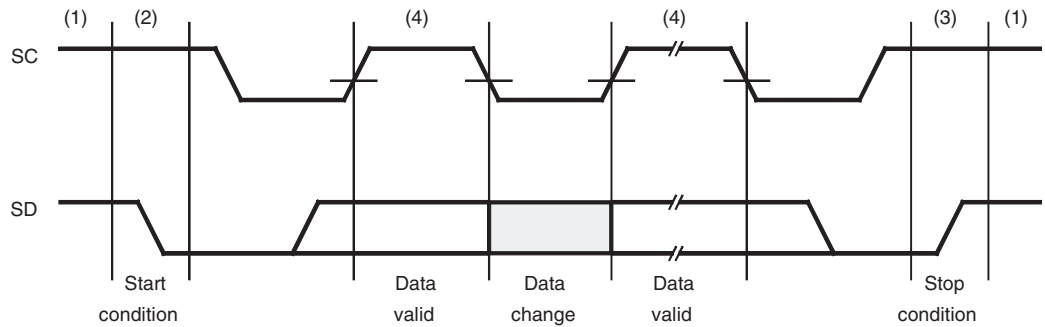 (1) (2) (4) (4) (3) (1)
SC
SD
Start condition
Data valid
Data change
Data valid
Stop condition